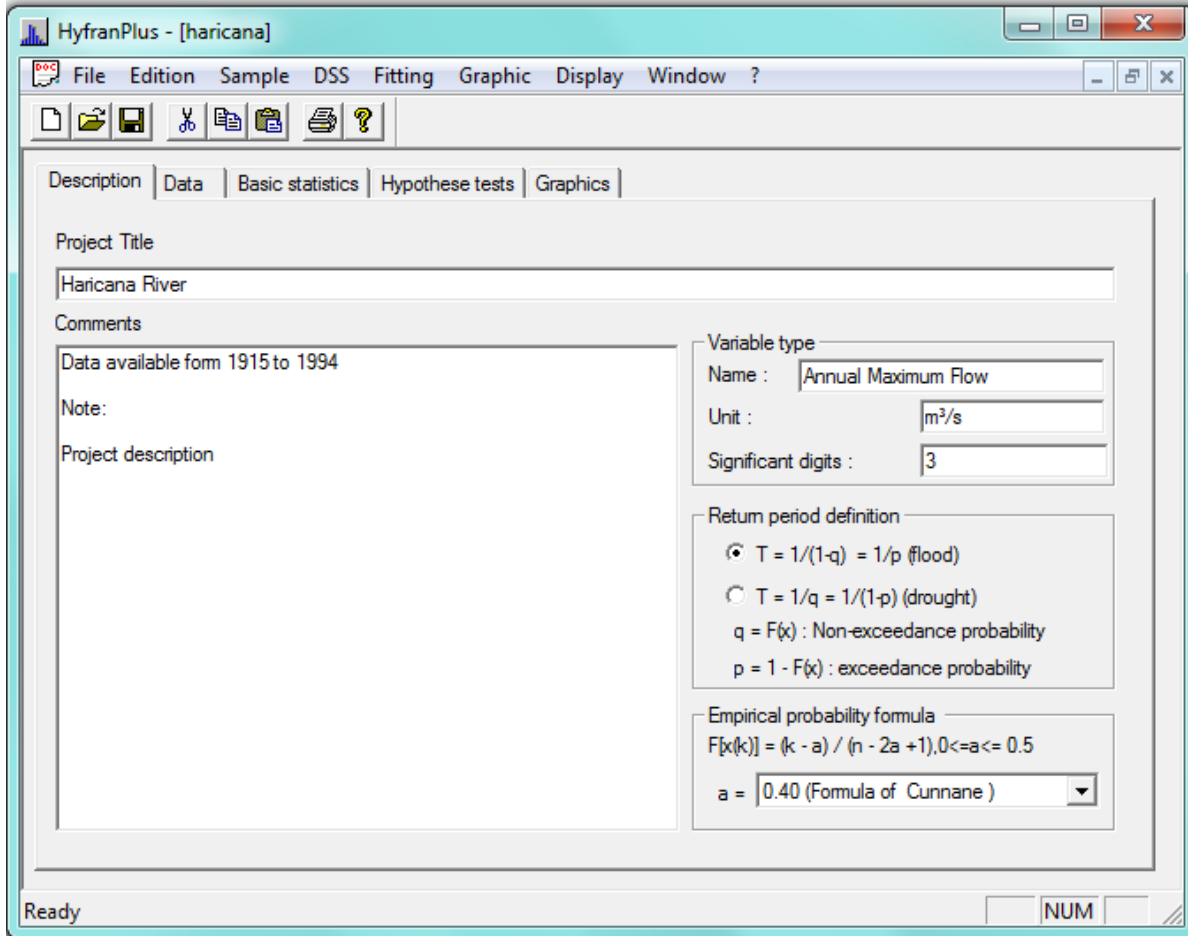 HyfranPlus - [haricana]
DOC File Edition Sample DSS Fitting Graphic Display Window ?
Description Data Basic statistics Hypothese tests Graphics
Project Title
Haricana River
Comments
Data available form 1915 to 1994
Note:
Project description
Variable type
Name : Annual Maximum Flow
Unit : m³/s
Significant digits : 3
Return period definition
T = 1/(1-q) = 1/p (flood)
T = 1/q = 1/(1-p) (drought)
q = F(x) : Non-exceedance probability
p = 1 - F(x) : exceedance probability
Empirical probability formula
F[x(k)] = (k - a) / (n - 2a +1),0<=a<= 0.5
a = 0.40 (Formula of Cunnane )
Ready NUM